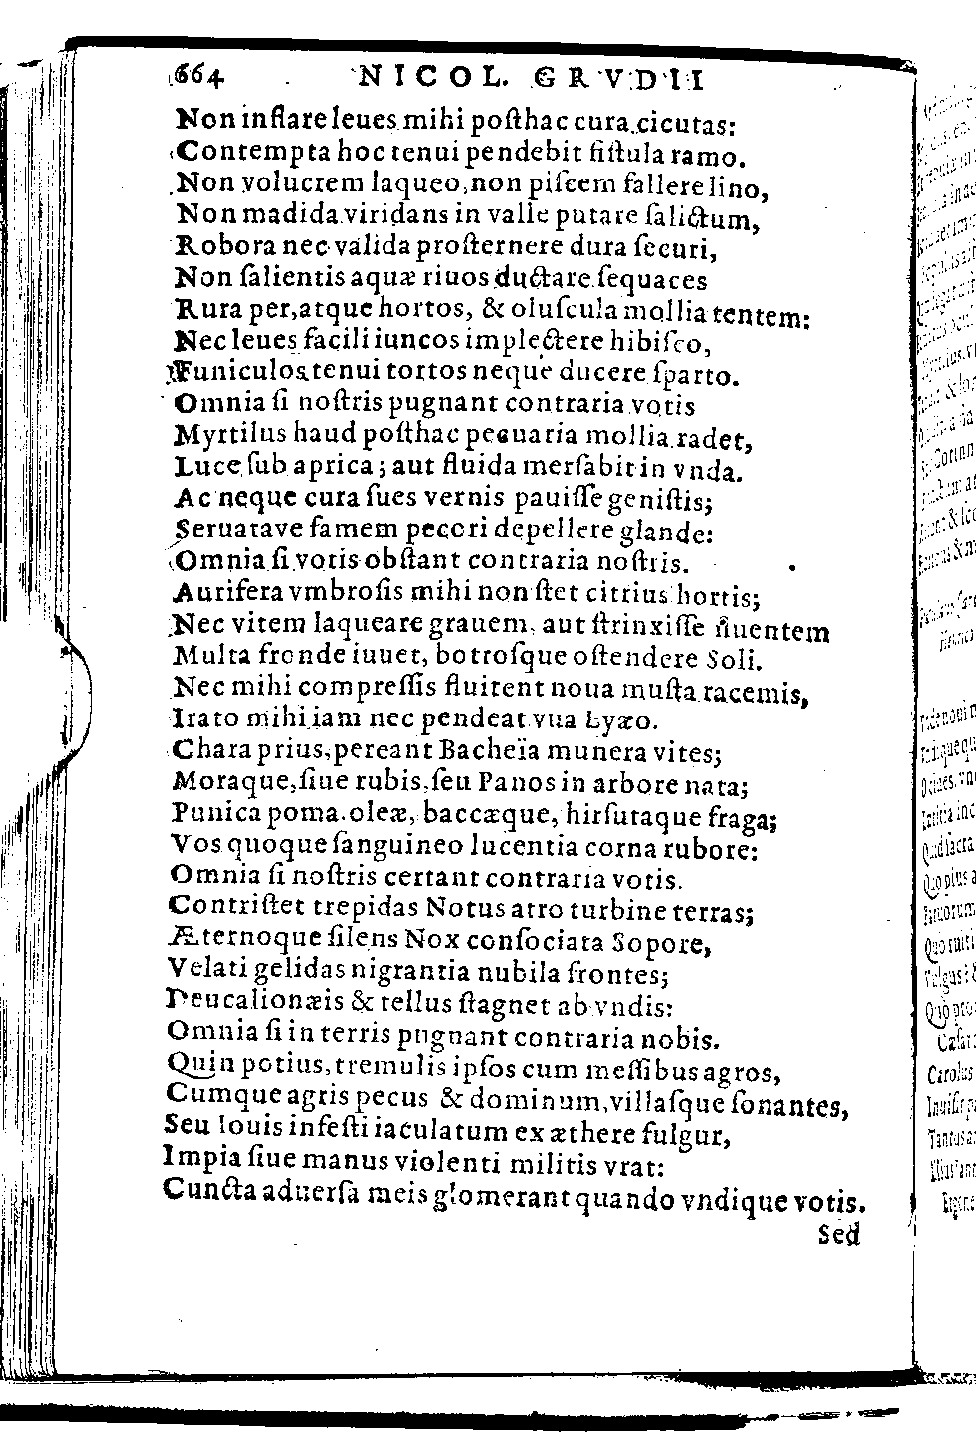 664 NICOL. GRVDII
Non inflare leues mihi poſthac cura cicutas:
Contempta hoc tenui pendebit fiſtula ramo.
Non volucrem laqueo, non piſcem fallere lino,
Non madida viridans in valle putare ſalictum,
Robora nec valida proſternere dura ſecuri,
Non ſalientis aquæ riuos ductare ſequaces
Rura per, atque hortos, & oluſcula mollia tentem:
Nec leues facili iuncos implectere hibiſco,
Funiculos tenui tortos neque ducere ſparto.
Omnia ſi noſtris pugnant contraria votis
Myrtilus haud poſthac pecuaria mollia radet,
Luce ſub aprica; aut fluida merſabit in vnda.
Ac neque cura ſues vernis pauiſſe geniſtis;
Seruatave famem pecori depellere glande:
Omnia ſi votis obſtant contraria noſtris.
Aurifera vmbroſis mihi non ſtet citrius hortis;
Nec vitem laqueare grauem, aut ſtrinxiſſe fluentem
Multa fronde iuuet, botroſque oſtendere Soli.
Nec mihi compreſſis fluitent noua muſta racemis,
Irato mihi iam nec pendeat vua Lyæo.
Chara prius, pereant Bacheïa munera vites;
Moraque, ſiue rubis, ſeu Panos in arbore nata;
Punica poma. oleæ, baccæque, hirſutaque fraga;
Vos quoque ſanguineo lucentia corna rubore:
Omnia ſi noſtris certant contraria votis.
Contriſtet trepidas Notus atro turbine terras;
Æternoque ſilens Nox conſociata Sopore,
Velati gelidas nigrantia nubila frontes;
Deucalionæis & tellus ſtagnet ab vndis:
Omnia ſi in terris pugnant contraria nobis.
Quin potius, tremulis ipſos cum meſſibus agros,
Cumque agris pecus & dominum, villaſque ſonantes,
Seu Iouis infeſti iaculatum ex æthere fulgur,
Impia ſiue manus violenti militis vrat:
Cuncta aduerſa meis glomerant quando vndique votis.
Sed